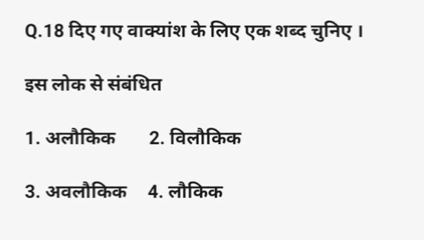 Q.18 दिए गए वाक्यांश के लिए एक शब्द चुनिए ।
इस लोक से संबंधित
1. अलौकिक 2. विलौकिक
3. अवलौकिक 4. लौकिक